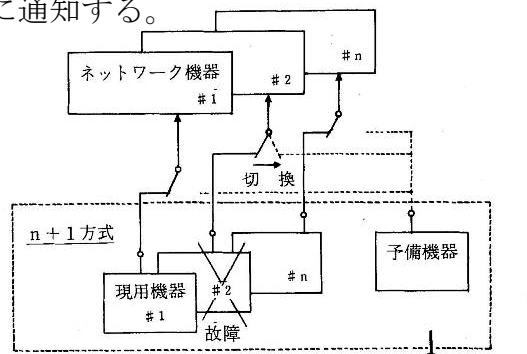 に通知する。
ネットワーク機器
#1
#2
#n
切 換
n+1方式
現用機器
#1
#2
#n
故障
予備機器